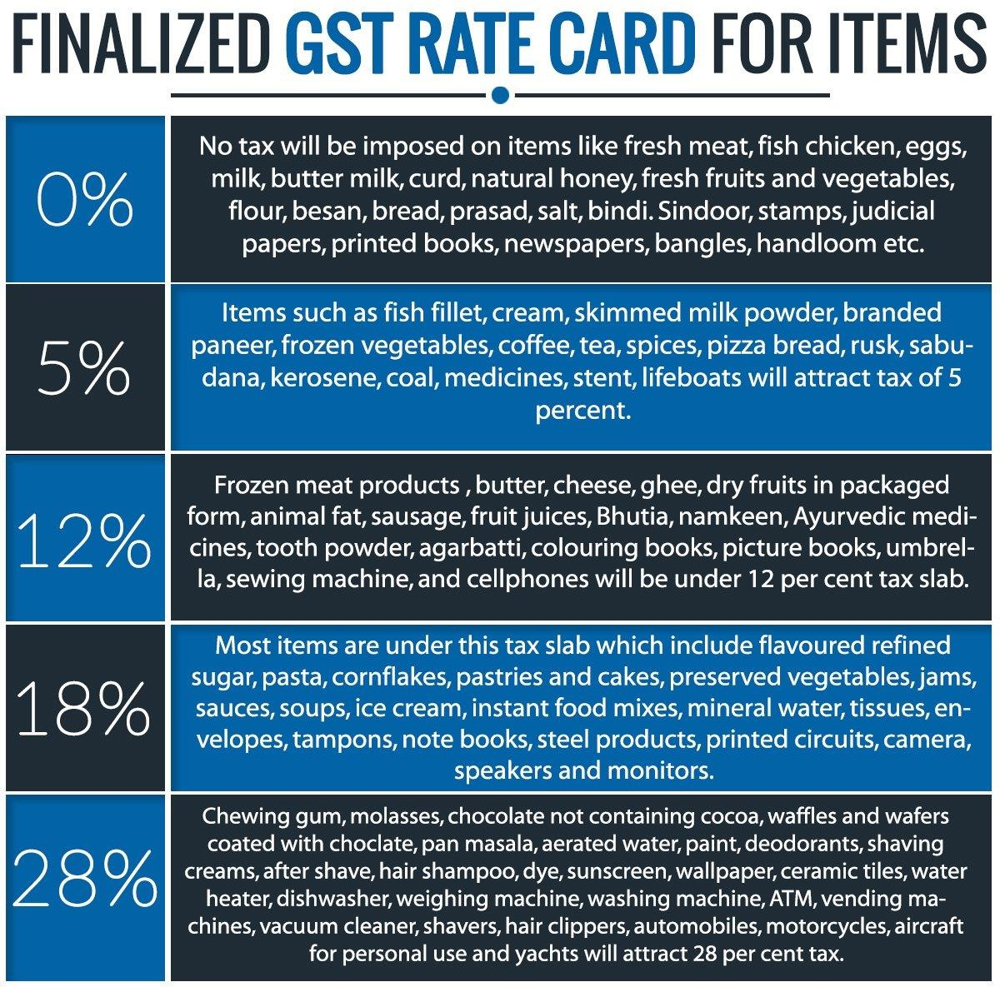 FINALIZED GST RATE CARD FOR ITEMS
0%
No tax will be imposed on items like fresh meat, fish chicken, eggs,
milk, butter milk, curd, natural honey, fresh fruits and vegetables,
flour, besan, bread, prasad, salt, bindi. Sindoor, stamps, judicial
papers, printed books, newspapers, bangles, handloom etc.
5%
Items such as fish fillet, cream, skimmed milk powder, branded
paneer, frozen vegetables, coffee, tea, spices, pizza bread, rusk, sabu-
dana, kerosene, coal, medicines, stent, lifeboats will attract tax of 5
percent.
12%
Frozen meat products , butter, cheese, ghee, dry fruits in packaged
form, animal fat, sausage, fruit juices, Bhutia, namkeen, Ayurvedic medi-
cines, tooth powder, agarbatti, colouring books, picture books, umbrel-
la, sewing machine, and cellphones will be under 12 per cent tax slab.
18%
Most items are under this tax slab which include flavoured refined
sugar, pasta, cornflakes, pastries and cakes, preserved vegetables, jams,
sauces, soups, ice cream, instant food mixes, mineral water, tissues, en-
velopes, tampons, note books, steel products, printed circuits, camera,
speakers and monitors.
28%
Chewing gum, molasses, chocolate not containing cocoa, waffles and wafers
coated with choclate, pan masala, aerated water, paint, deodorants, shaving
creams, after shave, hair shampoo, dye, sunscreen, wallpaper, ceramic tiles, water
heater, dishwasher, weighing machine, washing machine, ATM, vending ma-
chines, vacuum cleaner, shavers, hair clippers, automobiles, motorcycles, aircraft
for personal use and yachts will attract 28 per cent tax.